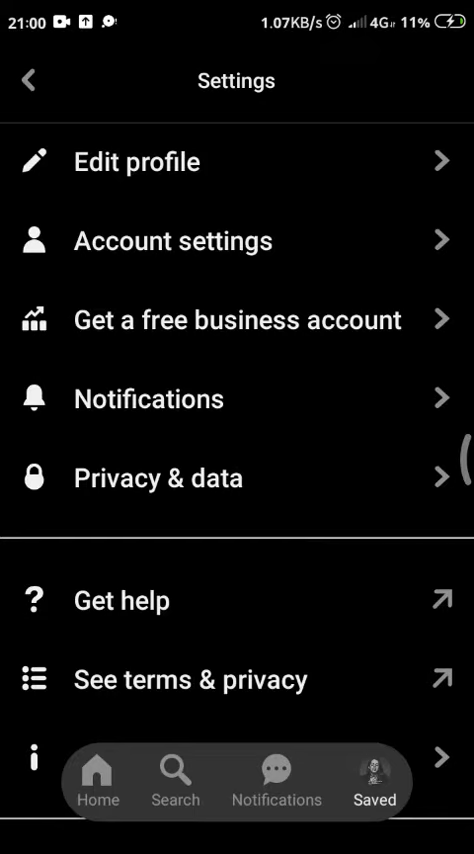 21:00 1.07KB/s 4G 11%
Settings
Edit profile
Account settings
Get a free business account
Notifications
Privacy & data
Get help
See terms & privacy
Home Search Notifications Saved